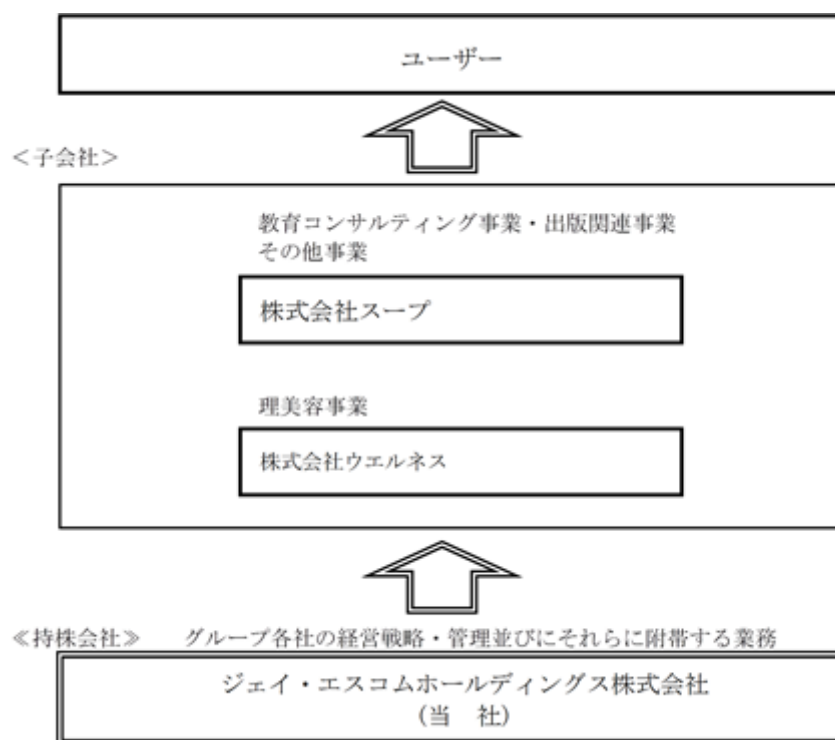 ユーザー
＜子会社＞
教育コンサルティング事業・出版関連事業
その他事業
株式会社スープ
理美容事業
株式会社ウエルネス
≪持株会社≫　グループ各社の経営戦略・管理並びにそれらに附帯する業務
ジェイ・エスコムホールディングス株式会社
(当　社)